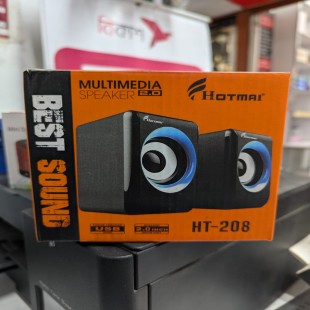 বিকাশ
MULTIMEDIA
SPEAKER 2.0
HOTMAI
BEST SOUND
USB
HT-208